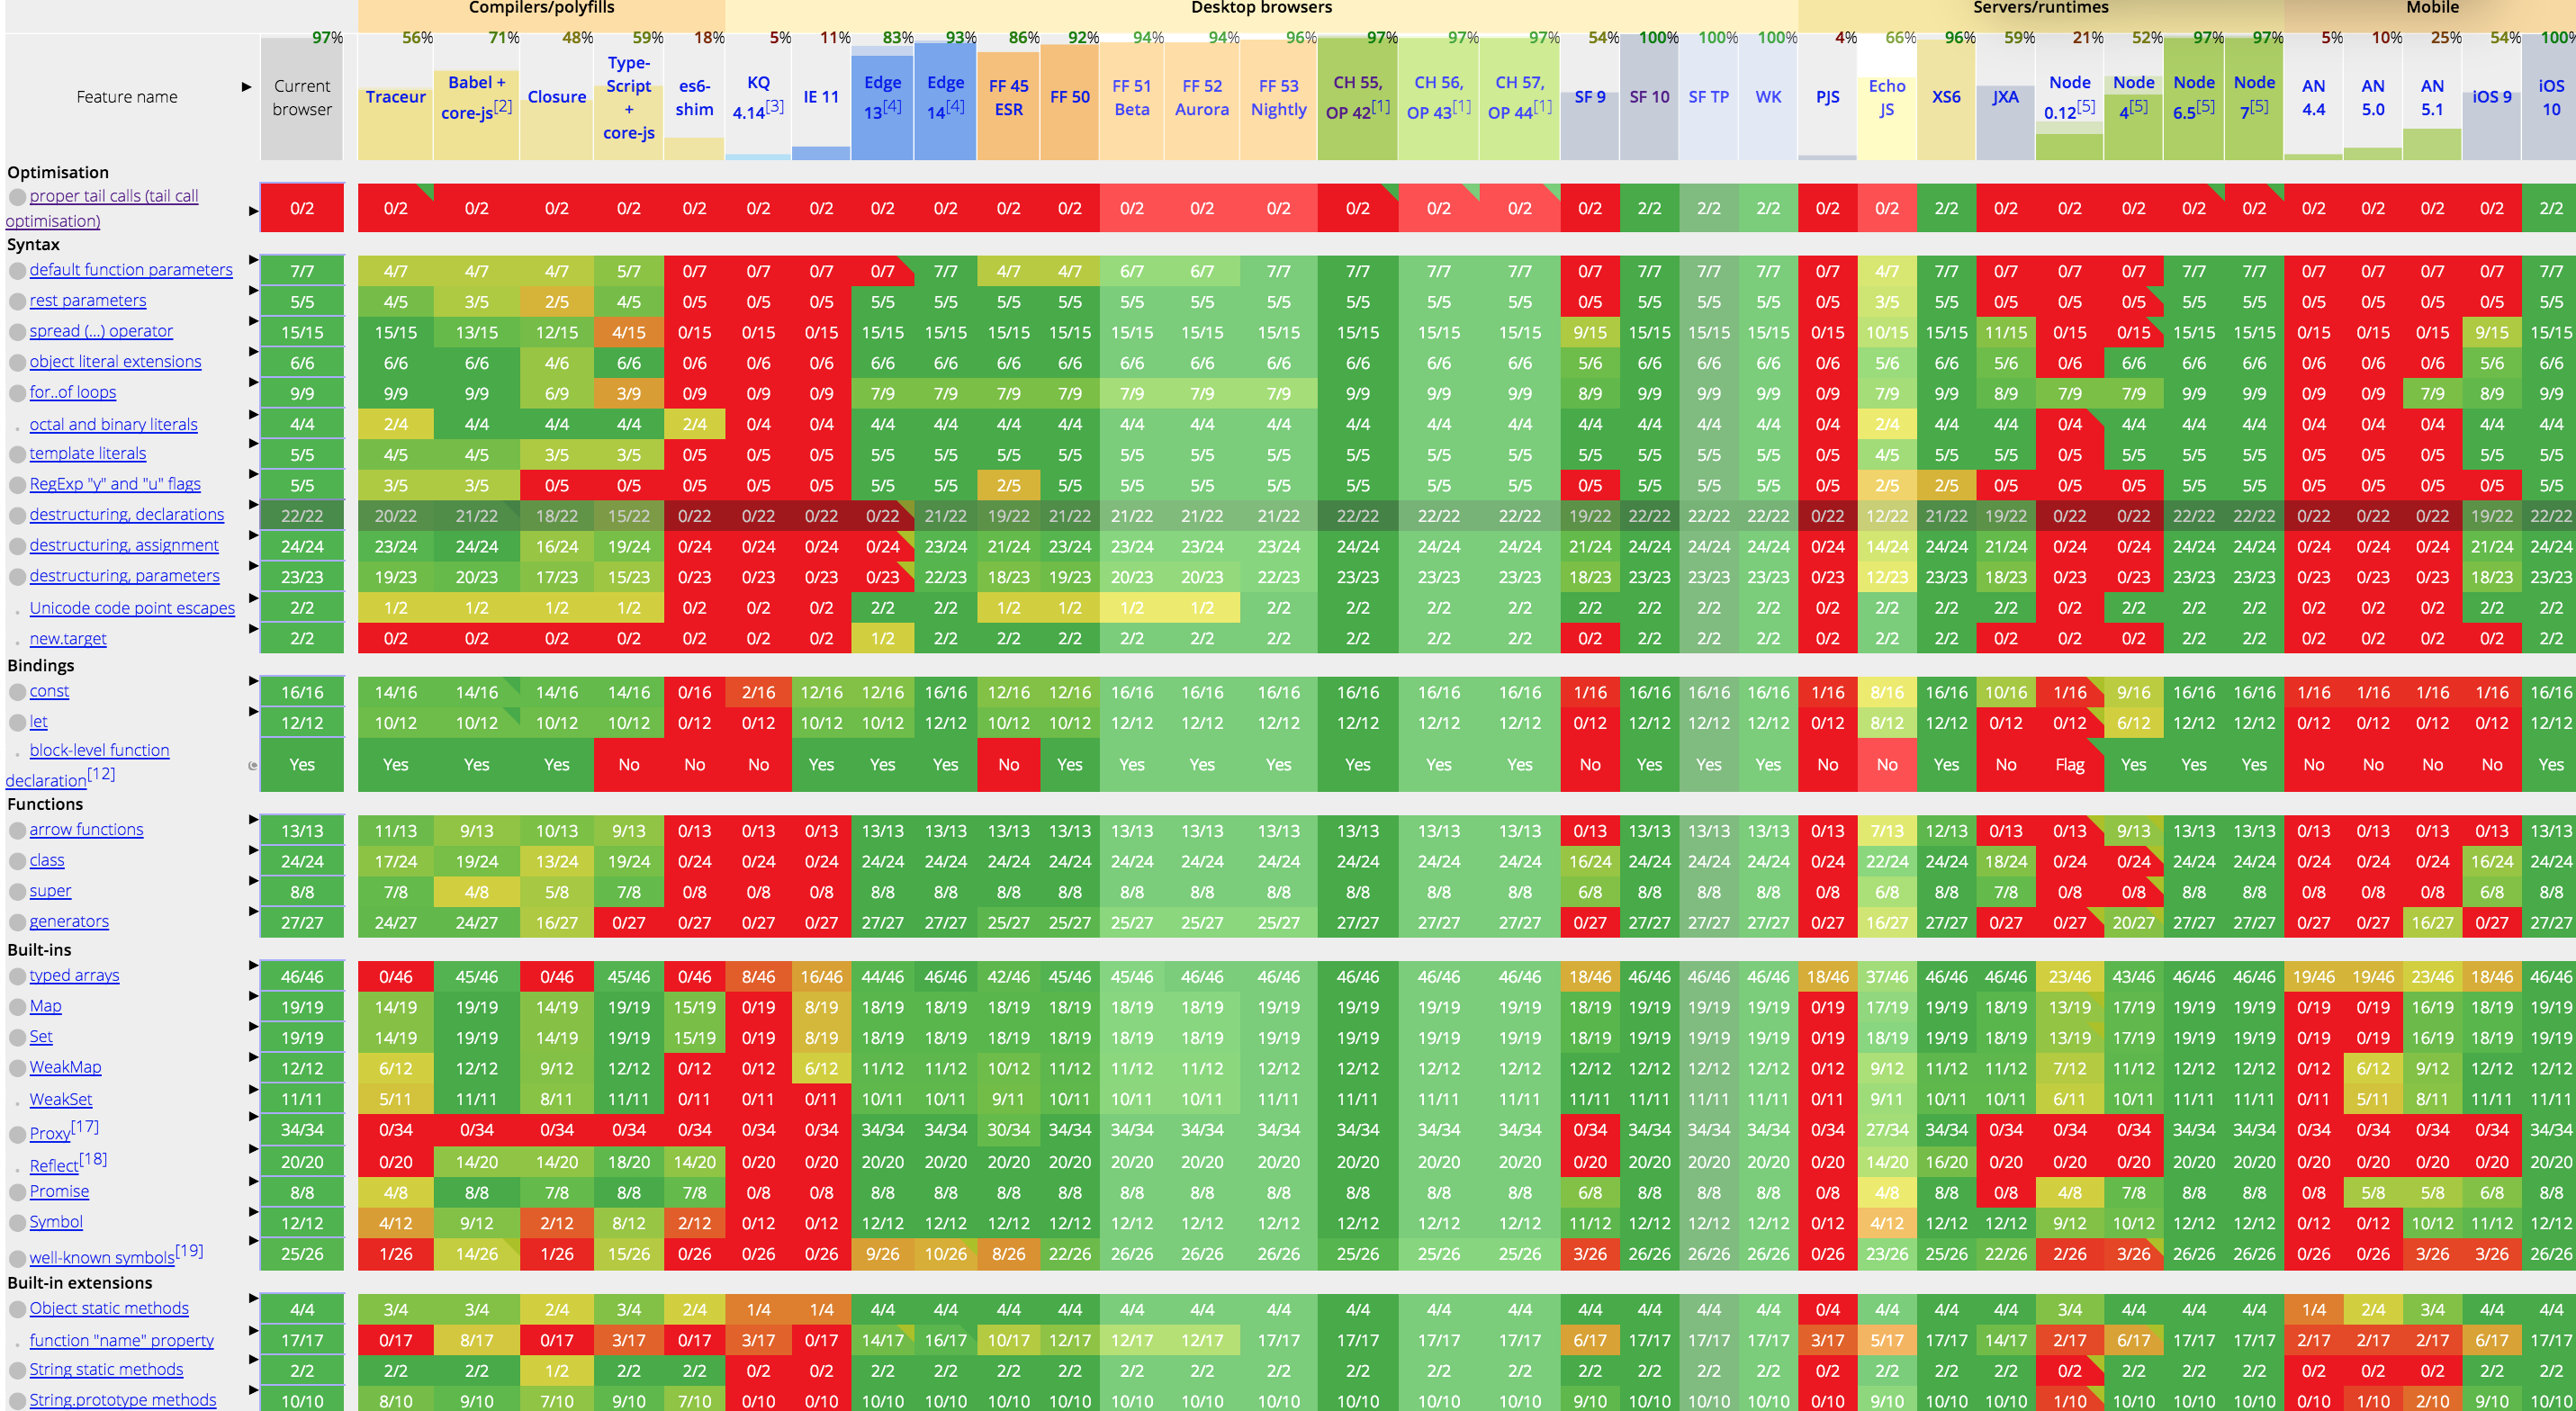 Compilers/polyfills Desktop browsers Servers/runtimes Mobile
97% 56% 71% 48% 59% 18% 5% 11% 83% 93% 86% 92% 94% 94% 96% 97% 97% 97% 54% 100% 100% 100% 4% 66% 96% 59% 21% 52% 97% 97% 5% 10% 25% 54% 100%
Feature name ▶ Current browser Traceur Babel + core-js[2] Closure Type-Script + core-js es6-shim KQ 4.14[3] IE 11 Edge 13[4] Edge 14[4] FF 45 ESR FF 50 FF 51 Beta FF 52 Aurora FF 53 Nightly CH 55, OP 42[1] CH 56, OP 43[1] CH 57, OP 44[1] SF 9 SF 10 SF TP WK PJS Echo JS XS6 JXA Node 0.12[5] Node 4[5] Node 6.5[5] Node 7[5] AN 4.4 AN 5.0 AN 5.1 iOS 9 iOS 10
Optimisation
proper tail calls (tail call optimisation) 0/2 0/2 0/2 0/2 0/2 0/2 0/2 0/2 0/2 0/2 0/2 0/2 0/2 0/2 0/2 0/2 0/2 0/2 0/2 2/2 2/2 2/2 0/2 0/2 2/2 0/2 0/2 0/2 0/2 0/2 0/2 0/2 0/2 0/2 2/2
Syntax
default function parameters 7/7 4/7 4/7 4/7 5/7 0/7 0/7 0/7 0/7 7/7 4/7 4/7 6/7 6/7 7/7 7/7 7/7 7/7 0/7 7/7 7/7 7/7 0/7 4/7 7/7 0/7 0/7 0/7 7/7 7/7 0/7 0/7 0/7 0/7 7/7
rest parameters 5/5 4/5 3/5 2/5 4/5 0/5 0/5 0/5 5/5 5/5 5/5 5/5 5/5 5/5 5/5 5/5 5/5 5/5 0/5 5/5 5/5 5/5 0/5 3/5 5/5 0/5 0/5 0/5 5/5 5/5 0/5 0/5 0/5 0/5 5/5
spread (...) operator 15/15 15/15 13/15 12/15 4/15 0/15 0/15 0/15 15/15 15/15 15/15 15/15 15/15 15/15 15/15 15/15 15/15 15/15 9/15 15/15 15/15 15/15 0/15 10/15 15/15 11/15 0/15 0/15 15/15 15/15 0/15 0/15 0/15 9/15 15/15
object literal extensions 6/6 6/6 6/6 4/6 6/6 0/6 0/6 0/6 6/6 6/6 6/6 6/6 6/6 6/6 6/6 6/6 6/6 6/6 5/6 6/6 6/6 6/6 0/6 5/6 6/6 5/6 0/6 6/6 6/6 6/6 0/6 0/6 0/6 5/6 6/6
for..of loops 9/9 9/9 9/9 6/9 3/9 0/9 0/9 0/9 7/9 7/9 7/9 7/9 7/9 7/9 7/9 9/9 9/9 9/9 8/9 9/9 9/9 9/9 0/9 7/9 9/9 8/9 7/9 7/9 9/9 9/9 0/9 0/9 7/9 8/9 9/9
octal and binary literals 4/4 2/4 4/4 4/4 4/4 2/4 0/4 0/4 4/4 4/4 4/4 4/4 4/4 4/4 4/4 4/4 4/4 4/4 4/4 4/4 4/4 4/4 0/4 2/4 4/4 4/4 0/4 4/4 4/4 4/4 0/4 0/4 0/4 4/4 4/4
template literals 5/5 4/5 4/5 3/5 3/5 0/5 0/5 0/5 5/5 5/5 5/5 5/5 5/5 5/5 5/5 5/5 5/5 5/5 5/5 5/5 5/5 5/5 0/5 4/5 5/5 5/5 0/5 5/5 5/5 5/5 0/5 0/5 0/5 5/5 5/5
RegExp "y" and "u" flags 5/5 3/5 3/5 0/5 0/5 0/5 0/5 0/5 5/5 5/5 2/5 5/5 5/5 5/5 5/5 5/5 5/5 5/5 0/5 5/5 5/5 5/5 0/5 2/5 2/5 0/5 0/5 0/5 5/5 5/5 0/5 0/5 0/5 0/5 5/5
destructuring, declarations 22/22 20/22 21/22 18/22 15/22 0/22 0/22 0/22 0/22 21/22 19/22 21/22 21/22 21/22 21/22 22/22 22/22 22/22 19/22 22/22 22/22 22/22 0/22 12/22 21/22 19/22 0/22 0/22 22/22 22/22 0/22 0/22 0/22 19/22 22/22
destructuring, assignment 24/24 23/24 24/24 16/24 19/24 0/24 0/24 0/24 0/24 23/24 21/24 23/24 23/24 23/24 23/24 24/24 24/24 24/24 21/24 24/24 24/24 24/24 0/24 14/24 24/24 21/24 0/24 0/24 24/24 24/24 0/24 0/24 0/24 21/24 24/24
destructuring, parameters 23/23 19/23 20/23 17/23 15/23 0/23 0/23 0/23 0/23 22/23 18/23 19/23 20/23 20/23 22/23 23/23 23/23 23/23 18/23 23/23 23/23 23/23 0/23 12/23 23/23 18/23 0/23 0/23 23/23 23/23 0/23 0/23 0/23 18/23 23/23
Unicode code point escapes 2/2 1/2 1/2 1/2 1/2 0/2 0/2 0/2 2/2 2/2 1/2 1/2 1/2 1/2 2/2 2/2 2/2 2/2 2/2 2/2 2/2 2/2 0/2 2/2 2/2 2/2 0/2 2/2 2/2 2/2 0/2 0/2 0/2 2/2 2/2
new.target 2/2 0/2 0/2 0/2 0/2 0/2 0/2 0/2 1/2 2/2 2/2 2/2 2/2 2/2 2/2 2/2 2/2 2/2 0/2 2/2 2/2 2/2 0/2 2/2 2/2 0/2 0/2 0/2 2/2 2/2 0/2 0/2 0/2 0/2 2/2
Bindings
const 16/16 14/16 14/16 14/16 14/16 0/16 2/16 12/16 12/16 16/16 12/16 12/16 16/16 16/16 16/16 16/16 16/16 16/16 1/16 16/16 16/16 16/16 1/16 8/16 16/16 10/16 1/16 9/16 16/16 16/16 1/16 1/16 1/16 1/16 16/16
let 12/12 10/12 10/12 10/12 10/12 0/12 0/12 10/12 10/12 12/12 10/12 10/12 12/12 12/12 12/12 12/12 12/12 12/12 0/12 12/12 12/12 12/12 0/12 8/12 12/12 0/12 0/12 6/12 12/12 12/12 0/12 0/12 0/12 0/12 12/12
block-level function declaration[12] Yes Yes Yes Yes No No No Yes Yes Yes No Yes Yes Yes Yes Yes Yes Yes No Yes Yes Yes No No Yes No Flag Yes Yes Yes No No No No Yes
Functions
arrow functions 13/13 11/13 9/13 10/13 9/13 0/13 0/13 0/13 13/13 13/13 13/13 13/13 13/13 13/13 13/13 13/13 13/13 13/13 0/13 13/13 13/13 13/13 0/13 7/13 12/13 0/13 0/13 9/13 13/13 13/13 0/13 0/13 0/13 0/13 13/13
class 24/24 17/24 19/24 13/24 19/24 0/24 0/24 0/24 24/24 24/24 24/24 24/24 24/24 24/24 24/24 24/24 24/24 24/24 16/24 24/24 24/24 24/24 0/24 22/24 24/24 18/24 0/24 0/24 24/24 24/24 0/24 0/24 0/24 16/24 24/24
super 8/8 7/8 4/8 5/8 7/8 0/8 0/8 0/8 8/8 8/8 8/8 8/8 8/8 8/8 8/8 8/8 8/8 8/8 6/8 8/8 8/8 8/8 0/8 6/8 8/8 7/8 0/8 0/8 8/8 8/8 0/8 0/8 0/8 6/8 8/8
generators 27/27 24/27 24/27 16/27 0/27 0/27 0/27 0/27 27/27 27/27 25/27 25/27 25/27 25/27 25/27 27/27 27/27 27/27 0/27 27/27 27/27 27/27 0/27 16/27 27/27 0/27 0/27 20/27 27/27 27/27 0/27 0/27 16/27 0/27 27/27
Built-ins
typed arrays 46/46 0/46 45/46 0/46 45/46 0/46 8/46 16/46 44/46 46/46 42/46 45/46 45/46 46/46 46/46 46/46 46/46 46/46 18/46 46/46 46/46 46/46 18/46 37/46 46/46 46/46 23/46 43/46 46/46 46/46 19/46 19/46 23/46 18/46 46/46
Map 19/19 14/19 19/19 14/19 19/19 15/19 0/19 8/19 18/19 18/19 18/19 18/19 18/19 18/19 19/19 19/19 19/19 19/19 18/19 19/19 19/19 19/19 0/19 17/19 19/19 18/19 13/19 17/19 19/19 19/19 0/19 0/19 16/19 18/19 19/19
Set 19/19 14/19 19/19 14/19 19/19 15/19 0/19 8/19 18/19 18/19 18/19 18/19 18/19 18/19 19/19 19/19 19/19 19/19 18/19 19/19 19/19 19/19 0/19 18/19 19/19 18/19 13/19 17/19 19/19 19/19 0/19 0/19 16/19 18/19 19/19
WeakMap 12/12 6/12 12/12 9/12 12/12 0/12 0/12 6/12 11/12 11/12 10/12 11/12 11/12 11/12 12/12 12/12 12/12 12/12 12/12 12/12 12/12 12/12 0/12 9/12 11/12 11/12 7/12 11/12 12/12 12/12 0/12 6/12 9/12 12/12 12/12
WeakSet 11/11 5/11 11/11 8/11 11/11 0/11 0/11 0/11 10/11 10/11 9/11 10/11 10/11 10/11 11/11 11/11 11/11 11/11 11/11 11/11 11/11 11/11 0/11 9/11 10/11 10/11 6/11 10/11 11/11 11/11 0/11 5/11 8/11 11/11 11/11
Proxy[17] 34/34 0/34 0/34 0/34 0/34 0/34 0/34 0/34 34/34 34/34 30/34 34/34 34/34 34/34 34/34 34/34 34/34 34/34 0/34 34/34 34/34 34/34 0/34 27/34 34/34 0/34 0/34 0/34 34/34 34/34 0/34 0/34 0/34 0/34 34/34
Reflect[18] 20/20 0/20 14/20 14/20 18/20 14/20 0/20 0/20 20/20 20/20 20/20 20/20 20/20 20/20 20/20 20/20 20/20 20/20 0/20 20/20 20/20 20/20 0/20 14/20 16/20 0/20 0/20 0/20 20/20 20/20 0/20 0/20 0/20 0/20 20/20
Promise 8/8 4/8 8/8 7/8 8/8 7/8 0/8 0/8 8/8 8/8 8/8 8/8 8/8 8/8 8/8 8/8 8/8 8/8 6/8 8/8 8/8 8/8 0/8 4/8 8/8 0/8 4/8 7/8 8/8 8/8 0/8 5/8 5/8 6/8 8/8
Symbol 12/12 4/12 9/12 2/12 8/12 2/12 0/12 0/12 12/12 12/12 12/12 12/12 12/12 12/12 12/12 12/12 12/12 12/12 11/12 12/12 12/12 12/12 0/12 4/12 12/12 12/12 9/12 10/12 12/12 12/12 0/12 0/12 10/12 11/12 12/12
well-known symbols[19] 25/26 1/26 14/26 1/26 15/26 0/26 0/26 0/26 9/26 10/26 8/26 22/26 26/26 26/26 26/26 25/26 25/26 25/26 3/26 26/26 26/26 26/26 0/26 23/26 25/26 22/26 2/26 3/26 26/26 26/26 0/26 0/26 3/26 3/26 26/26
Built-in extensions
Object static methods 4/4 3/4 3/4 2/4 3/4 2/4 1/4 1/4 4/4 4/4 4/4 4/4 4/4 4/4 4/4 4/4 4/4 4/4 4/4 4/4 4/4 4/4 0/4 4/4 4/4 4/4 3/4 4/4 4/4 4/4 1/4 2/4 3/4 4/4 4/4
function "name" property 17/17 0/17 8/17 0/17 3/17 0/17 3/17 0/17 14/17 16/17 10/17 12/17 12/17 12/17 17/17 17/17 17/17 17/17 6/17 17/17 17/17 17/17 3/17 5/17 17/17 14/17 2/17 6/17 17/17 17/17 2/17 2/17 2/17 6/17 17/17
String static methods 2/2 2/2 2/2 1/2 2/2 2/2 0/2 0/2 2/2 2/2 2/2 2/2 2/2 2/2 2/2 2/2 2/2 2/2 2/2 2/2 2/2 2/2 0/2 2/2 2/2 2/2 0/2 2/2 2/2 2/2 0/2 0/2 0/2 2/2 2/2
String.prototype methods 10/10 8/10 9/10 7/10 9/10 7/10 0/10 0/10 10/10 10/10 10/10 10/10 10/10 10/10 10/10 10/10 10/10 10/10 9/10 10/10 10/10 10/10 0/10 9/10 10/10 10/10 1/10 10/10 10/10 10/10 0/10 1/10 2/10 9/10 10/10